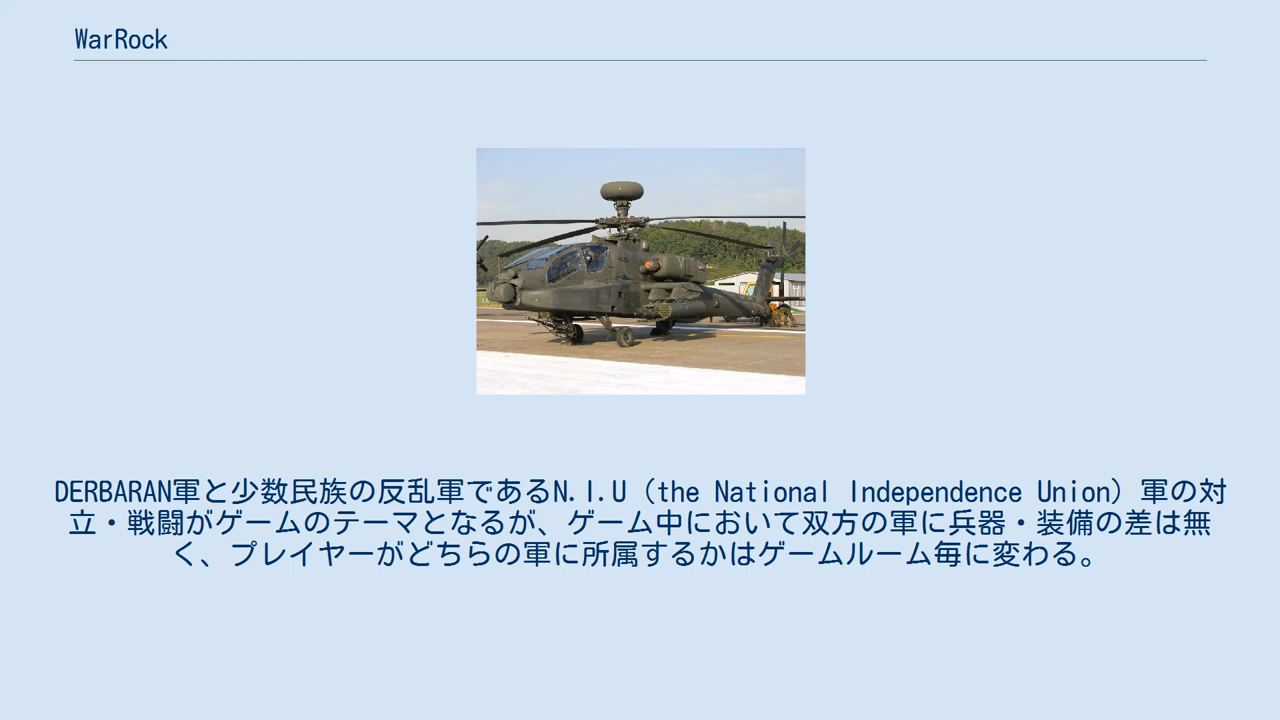 WarRock
DERBARAN軍と少数民族の反乱軍であるN.I.U（the National Independence Union）軍の対
立・戦闘がゲームのテーマとなるが、ゲーム中において双方の軍に兵器・装備の差は無
く、プレイヤーがどちらの軍に所属するかはゲームルーム毎に変わる。